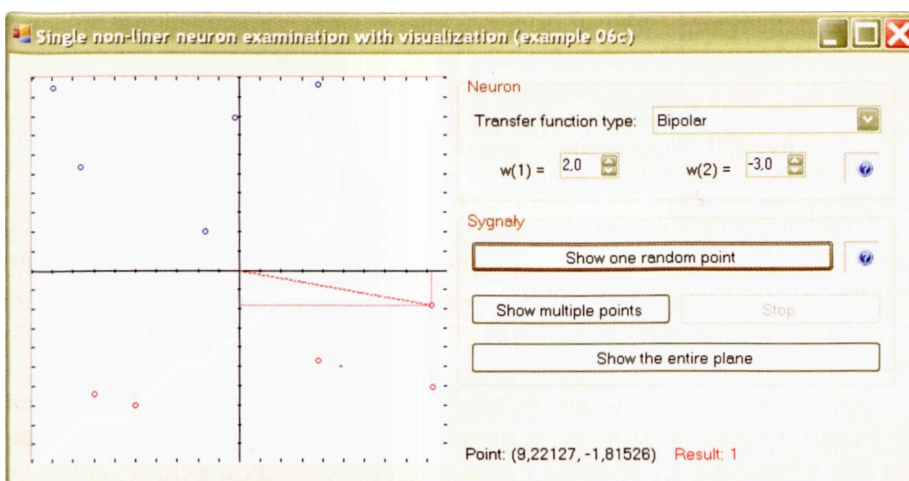 Single non-liner neuron examination with visualization (example 06c)
Neuron
Transfer function type: Bipolar
w(1) = 2,0 w(2) = -3,0
Sygnały
Show one random point
Show multiple points Stop
Show the entire plane
Point: (9,22127, -1,81526) Result: 1